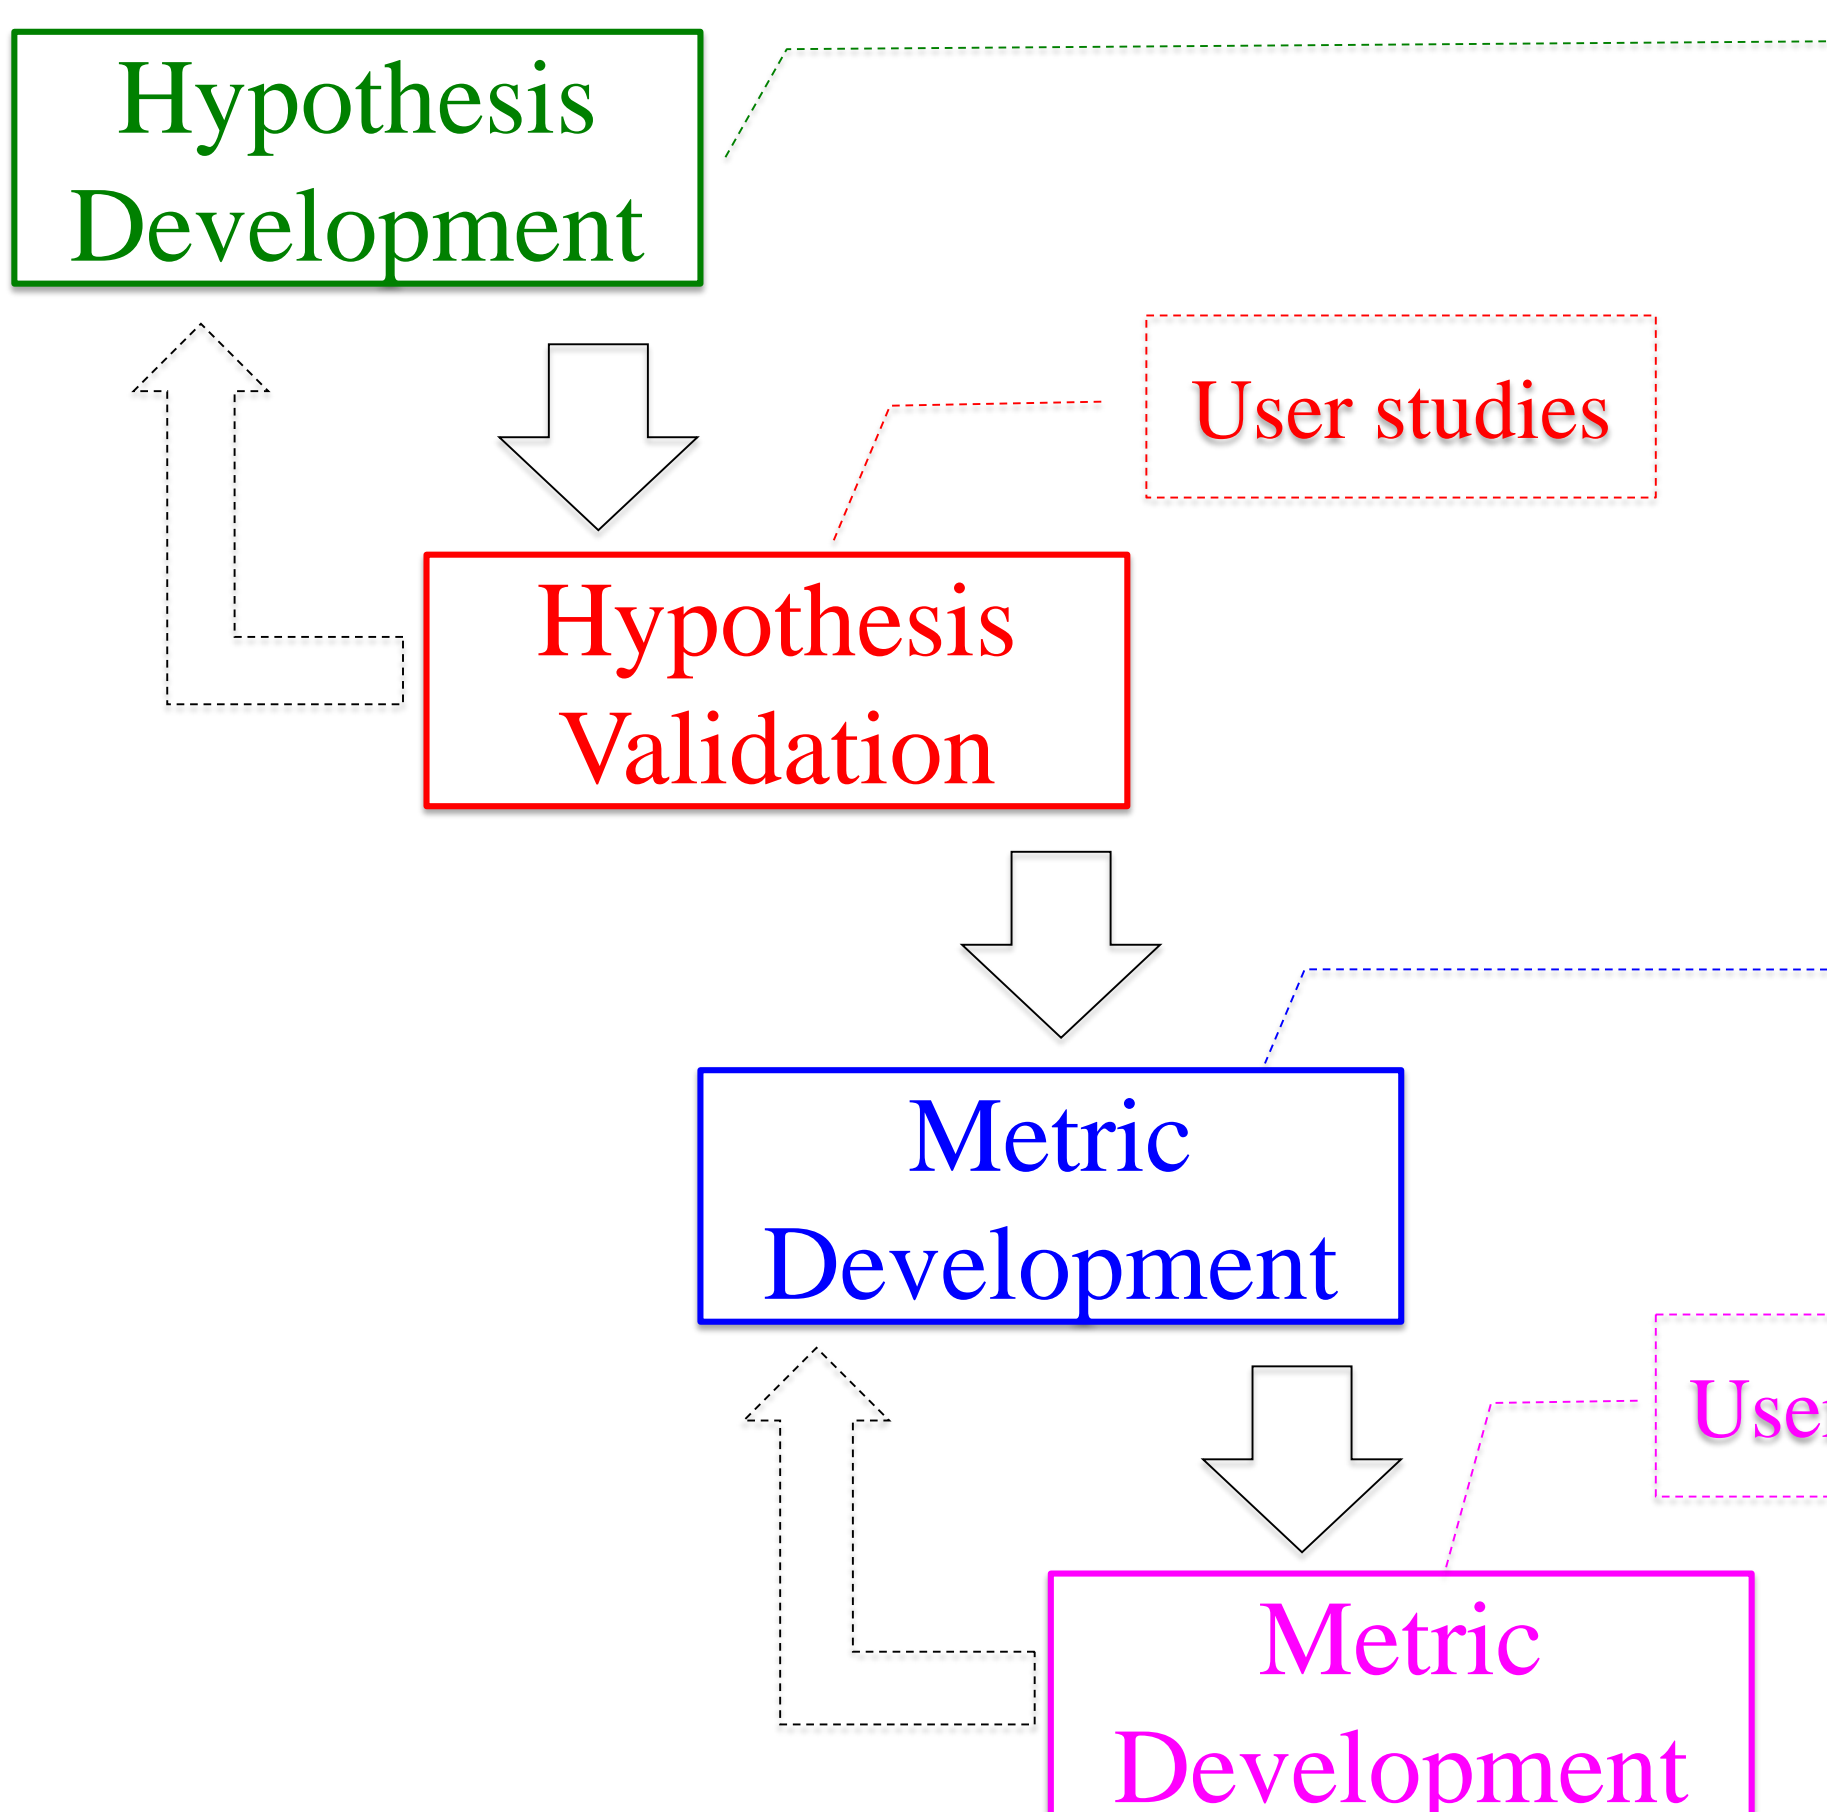 Hypothesis
Development
User studies
Hypothesis
Validation
Metric
Development
Metric
Development